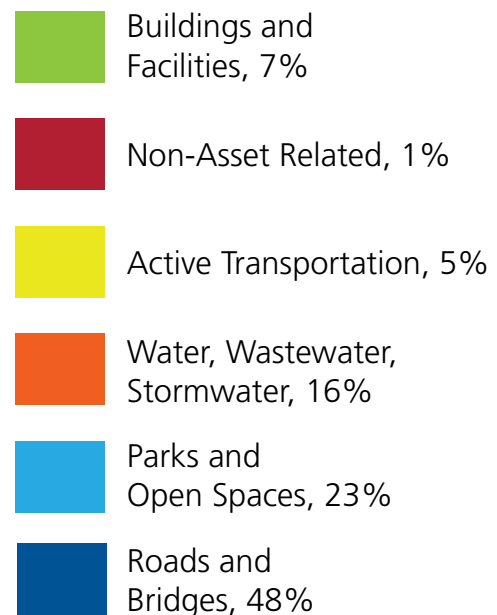 Buildings and
Facilities, 7%
Non-Asset Related, 1%
Active Transportation, 5%
Water, Wastewater,
Stormwater, 16%
Parks and
Open Spaces, 23%
Roads and
Bridges, 48%